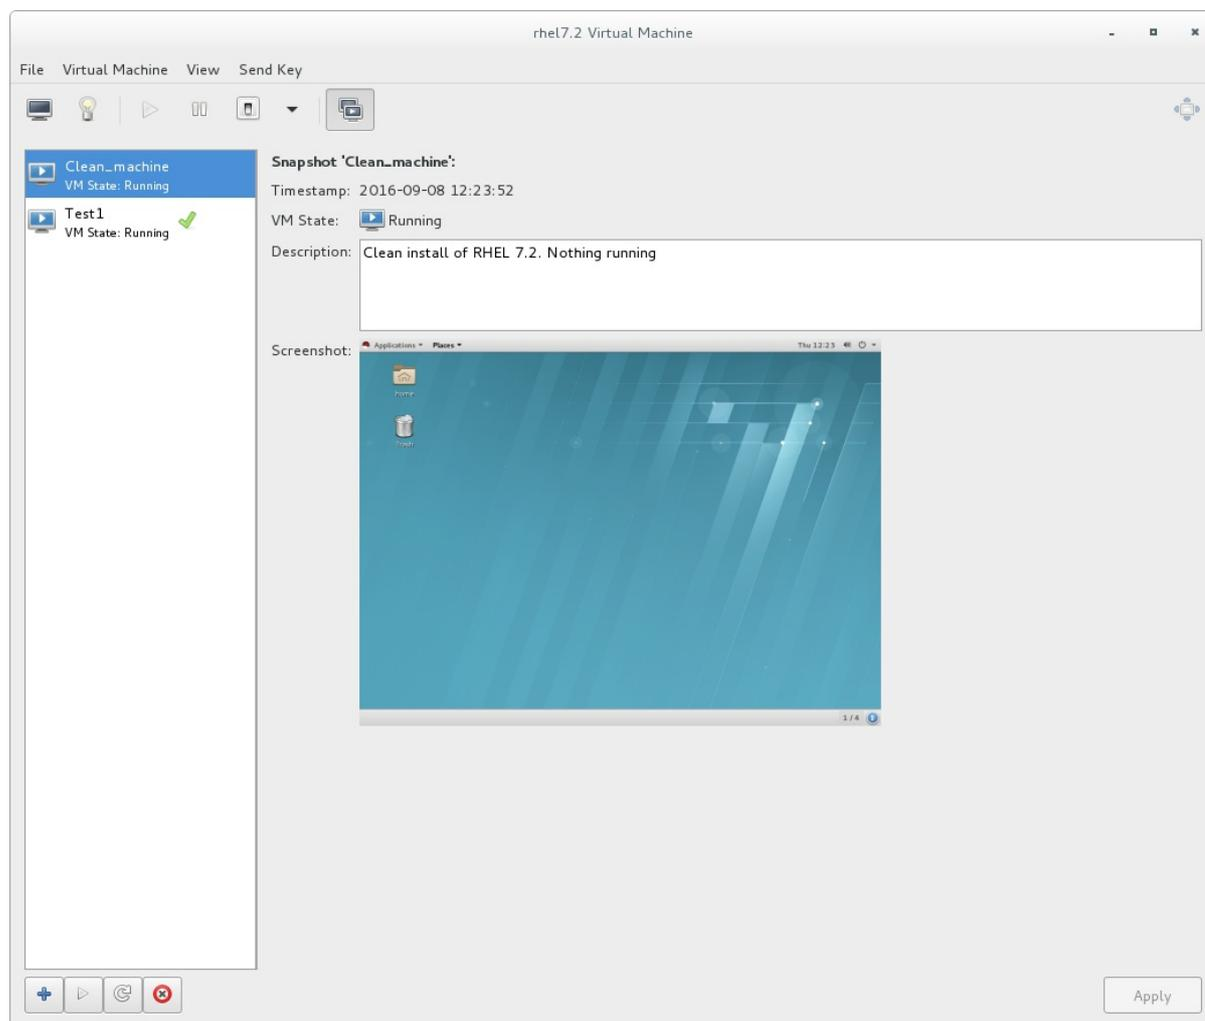 rhel7.2 Virtual Machine
File Virtual Machine View Send Key
Clean_machine
VM State: Running
Test1
VM State: Running
Snapshot 'Clean_machine':
Timestamp: 2016-09-08 12:23:52
VM State: Running
Description: Clean install of RHEL 7.2. Nothing running
Screenshot:
Applications Places Thu 12:23
home
Trash
1 / 4
Apply